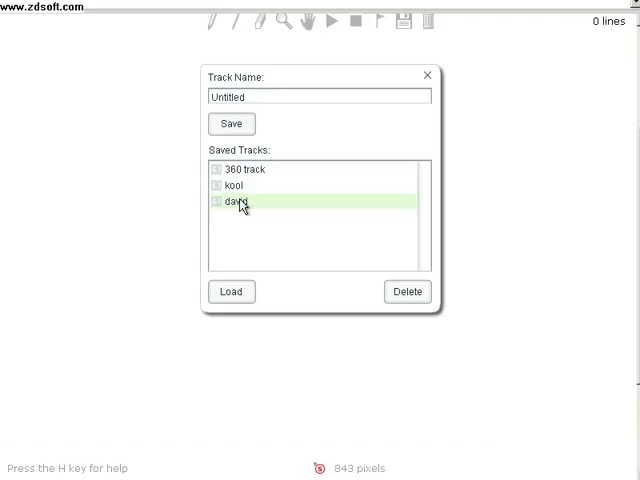 www.zdsoft.com
0 lines
Track Name:
Untitled
Save
Saved Tracks:
360 track
kool
david
Load
Delete
Press the H key for help
843 pixels